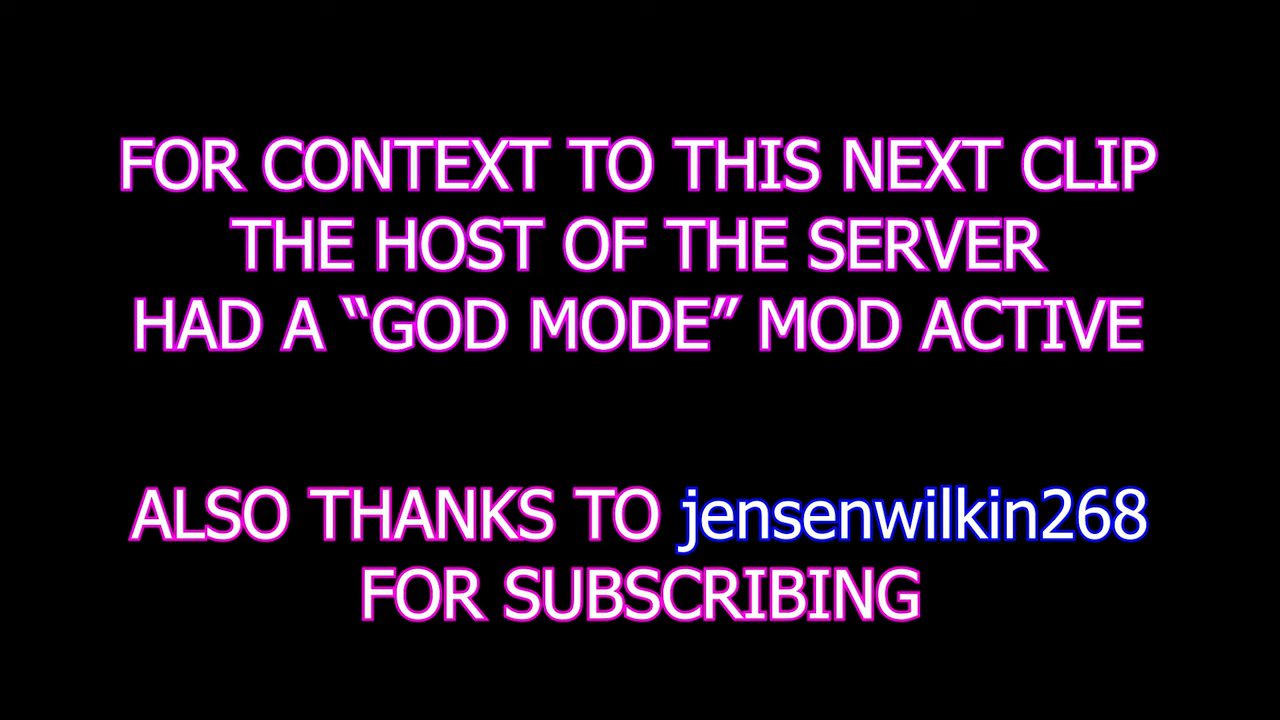 FOR CONTEXT TO THIS NEXT CLIP
THE HOST OF THE SERVER
HAD A “GOD MODE” MOD ACTIVE
ALSO THANKS TO jensenwilkin268
FOR SUBSCRIBING